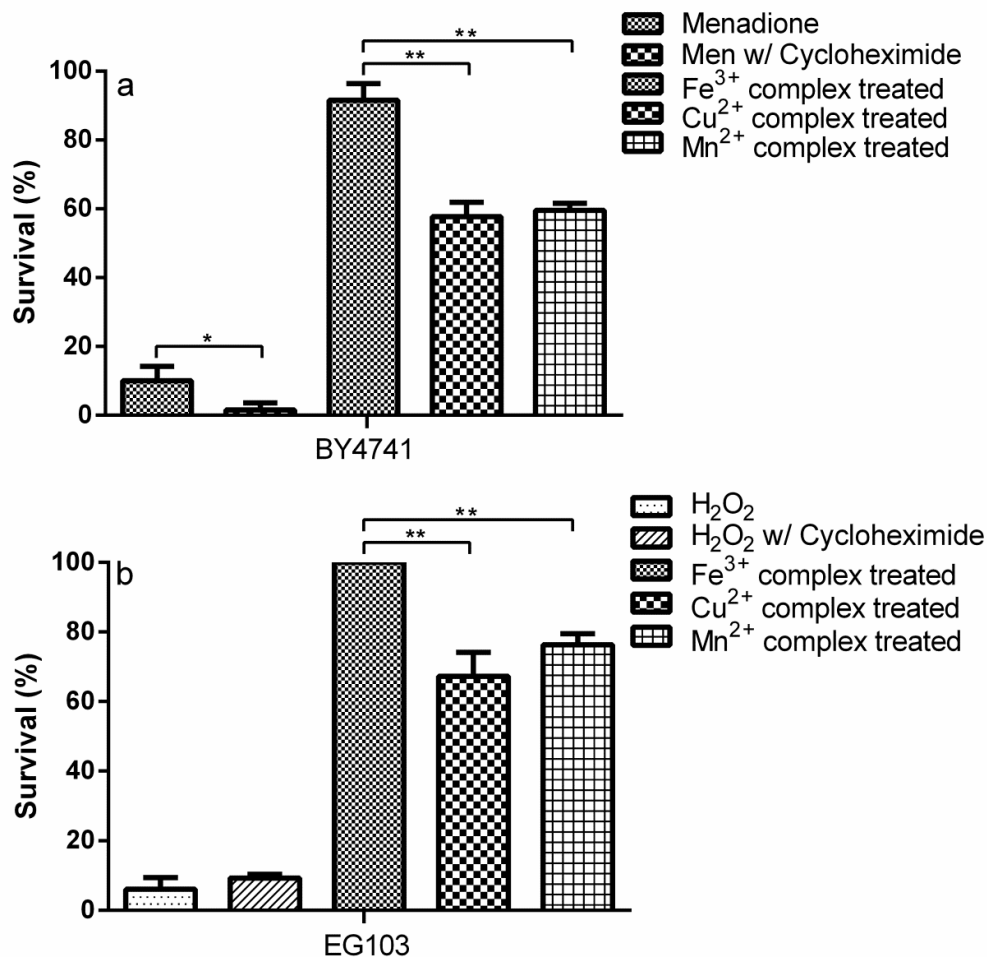 Menadione
Men w/ Cycloheximide
Fe³⁺ complex treated
Cu²⁺ complex treated
Mn²⁺ complex treated
a
**
**
*
100
80
60
40
20
0
Survival (%)
BY4741
H₂O₂
H₂O₂ w/ Cycloheximide
Fe³⁺ complex treated
Cu²⁺ complex treated
Mn²⁺ complex treated
b
**
**
100
80
60
40
20
0
Survival (%)
EG103